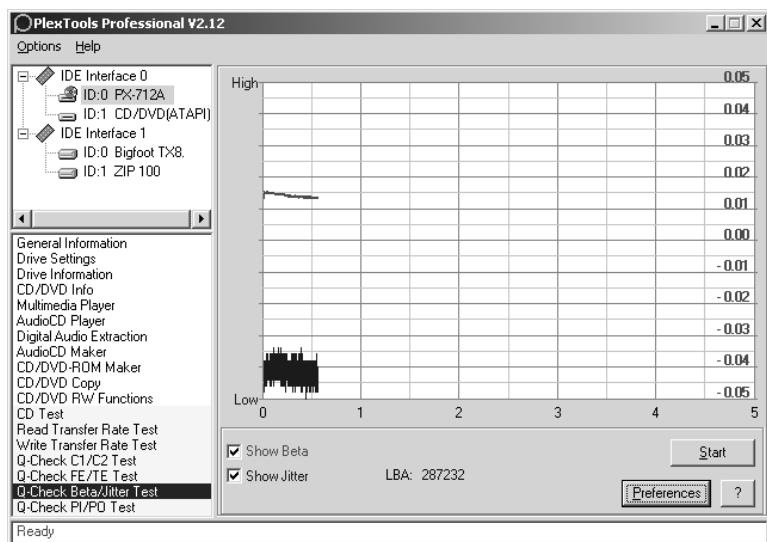 PlexTools Professional V2.12
Options Help
IDE Interface 0
ID:0 PX-712A
ID:1 CD/DVD(ATAPI)
IDE Interface 1
ID:0 Bigfoot TX8.
ID:1 ZIP 100
General Information
Drive Settings
Drive Information
CD/DVD Info
Multimedia Player
AudioCD Player
Digital Audio Extraction
AudioCD Maker
CD/DVD-ROM Maker
CD/DVD Copy
CD/DVD RW Functions
CD Test
Read Transfer Rate Test
Write Transfer Rate Test
Q-Check C1/C2 Test
Q-Check FE/TE Test
Q-Check Beta/Jitter Test
Q-Check PI/PO Test
High
0.05
0.04
0.03
0.02
0.01
0.00
-0.01
-0.02
-0.03
-0.04
-0.05
Low
0 1 2 3 4 5
Show Beta
Start
Show Jitter LBA: 287232
Preferences ?
Ready